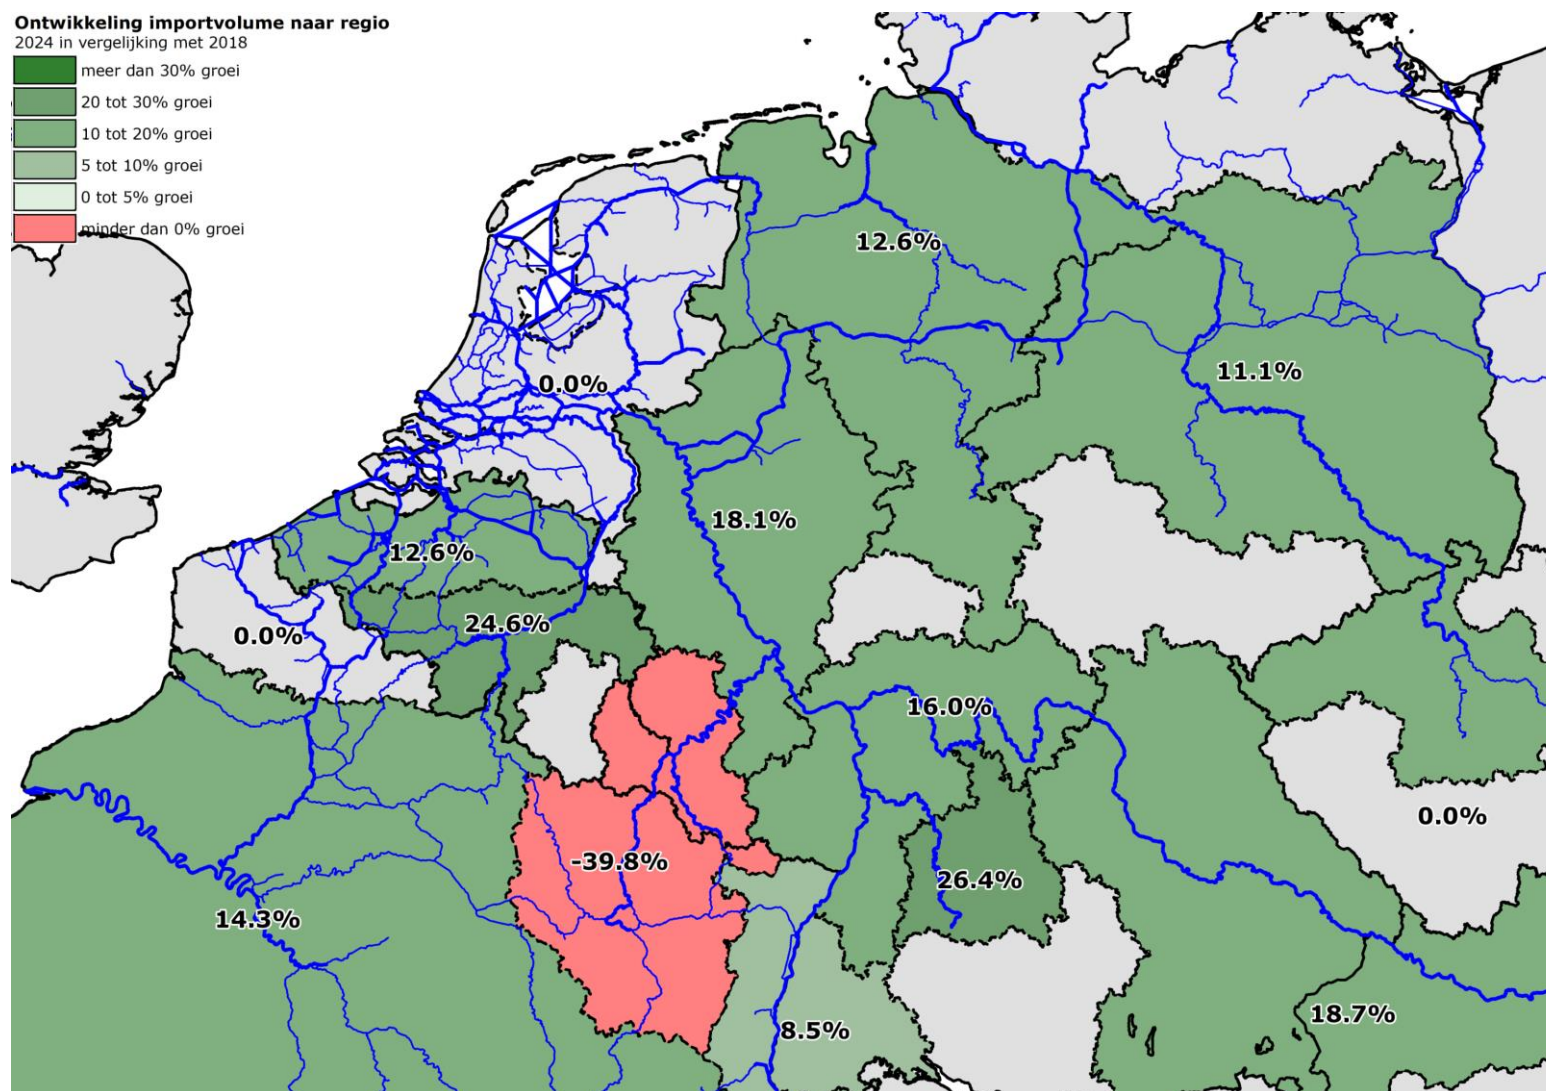 Ontwikkeling importvolume naar regio
2024 in vergelijking met 2018
meer dan 30% groei
20 tot 30% groei
10 tot 20% groei
5 tot 10% groei
0 tot 5% groei
minder dan 0% groei
12.6%
11.1%
0.0%
18.1%
12.6%
24.6%
0.0%
16.0%
0.0%
-39.8%
26.4%
14.3%
18.7%
8.5%